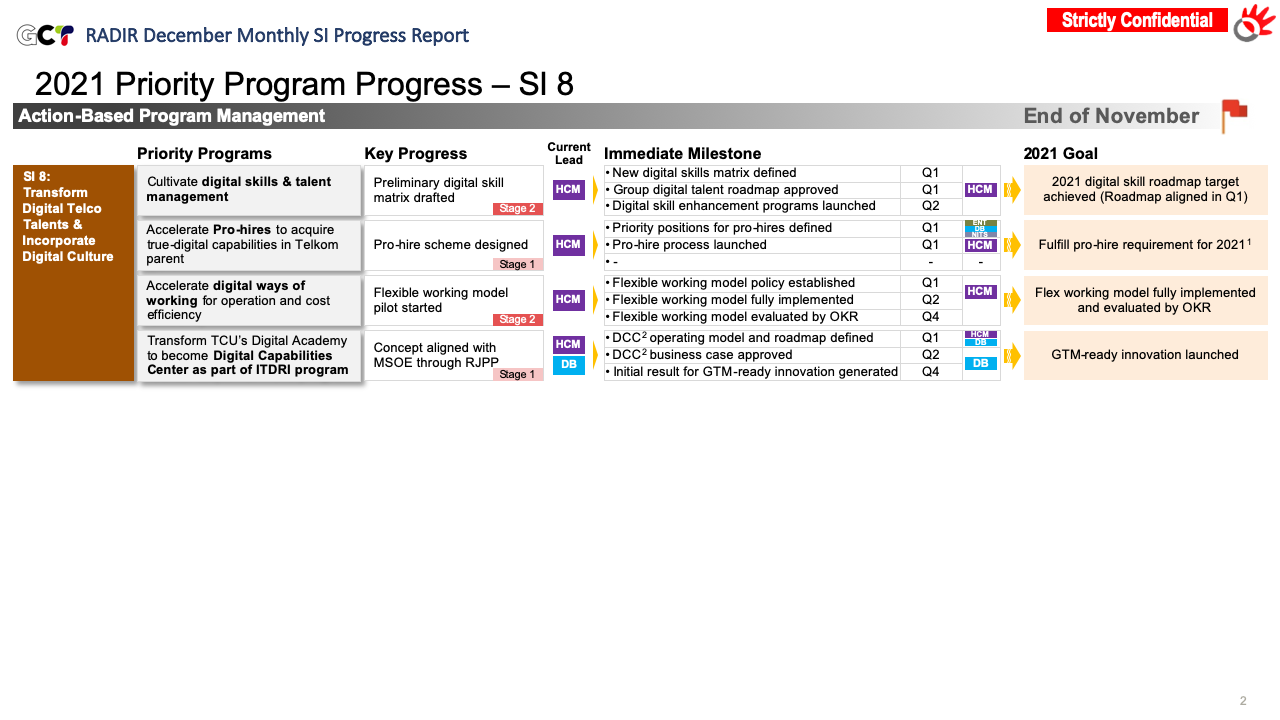 GCT RADIR December Monthly SI Progress Report
Strictly Confidential
2021 Priority Program Progress – SI 8
Action-Based Program Management
End of November
Priority Programs
Key Progress
Current
Lead
Immediate Milestone
2021 Goal
SI 8:
Transform
Digital Telco
Talents &
Incorporate
Digital Culture
Cultivate digital skills & talent
management
Preliminary digital skill
matrix drafted
Stage 2
HCM
• New digital skills matrix defined Q1
• Group digital talent roadmap approved Q1
• Digital skill enhancement programs launched Q2
HCM
2021 digital skill roadmap target
achieved (Roadmap aligned in Q1)
Accelerate Pro-hires to acquire
true-digital capabilities in Telkom
parent
Pro-hire scheme designed
Stage 1
HCM
• Priority positions for pro-hires defined Q1
ENT
DB
NITS
• Pro-hire process launched Q1
HCM
• - - -
Fulfill pro-hire requirement for 2021¹
Accelerate digital ways of
working for operation and cost
efficiency
Flexible working model
pilot started
Stage 2
HCM
• Flexible working model policy established Q1
• Flexible working model fully implemented Q2
• Flexible working model evaluated by OKR Q4
HCM
Flex working model fully implemented
and evaluated by OKR
Transform TCU's Digital Academy
to become Digital Capabilities
Center as part of ITDRI program
Concept aligned with
MSOE through RJPP
Stage 1
HCM
DB
• DCC² operating model and roadmap defined Q1
HCM
DB
• DCC² business case approved Q2
• Initial result for GTM-ready innovation generated Q4
DB
GTM-ready innovation launched
2